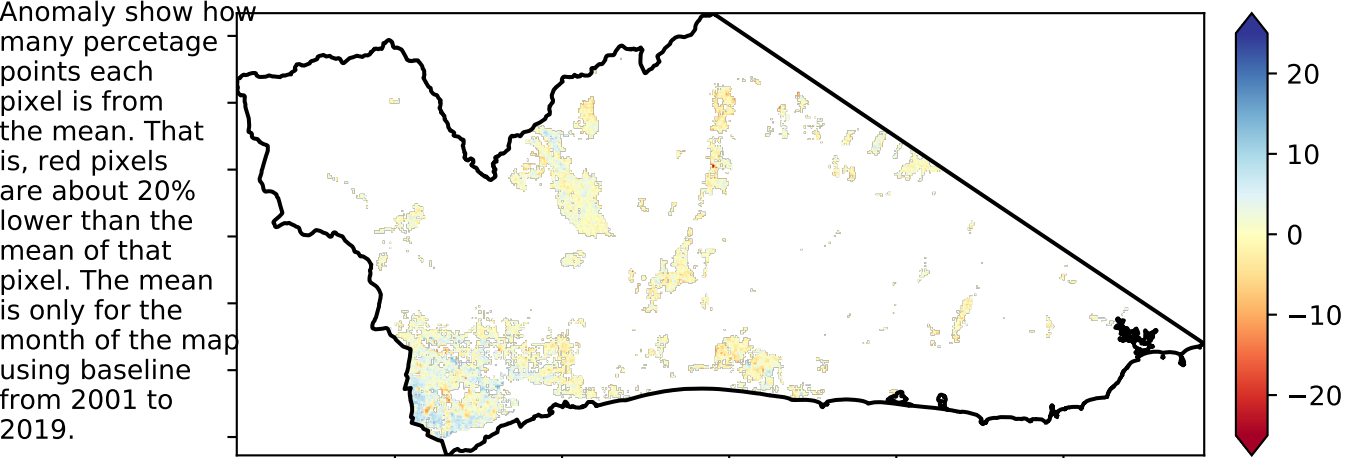 Anomaly show how
many percetage
points each
pixel is from
the mean. That
is, red pixels
are about 20%
lower than the
mean of that
pixel. The mean
is only for the
month of the map
using baseline
from 2001 to
2019.
20
10
0
−10
−20